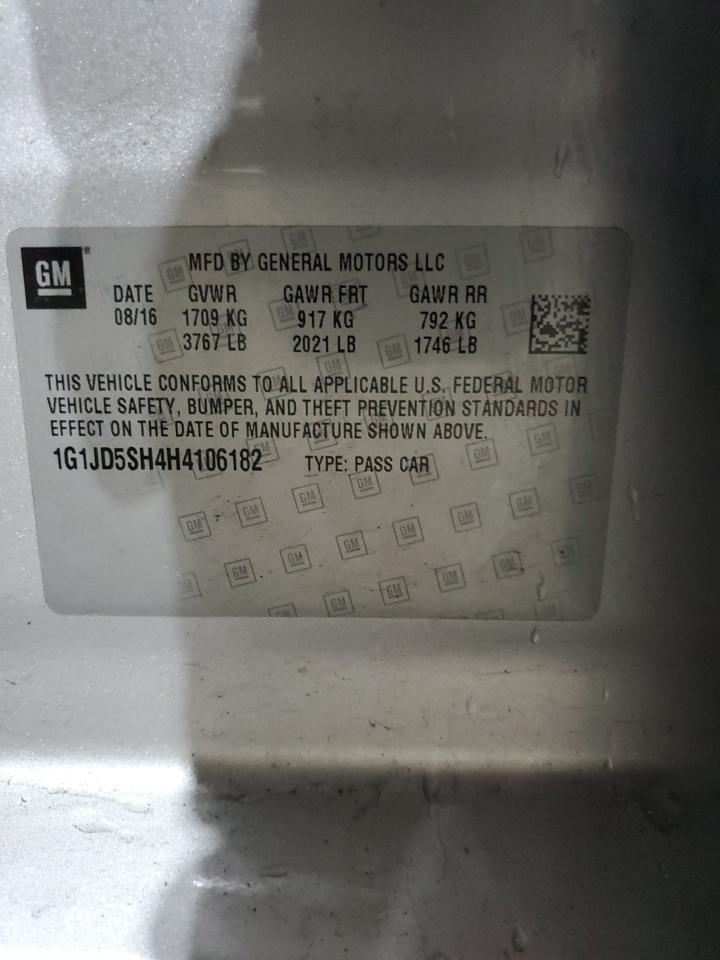 GM®
MFD BY GENERAL MOTORS LLC
DATE GVWR GAWR FRT GAWR RR
08/16 1709 KG 917 KG 792 KG
3767 LB 2021 LB 1746 LB
THIS VEHICLE CONFORMS TO ALL APPLICABLE U.S. FEDERAL MOTOR
VEHICLE SAFETY, BUMPER, AND THEFT PREVENTION STANDARDS IN
EFFECT ON THE DATE OF MANUFACTURE SHOWN ABOVE.
1G1JD5SH4H4106182 TYPE: PASS CAR